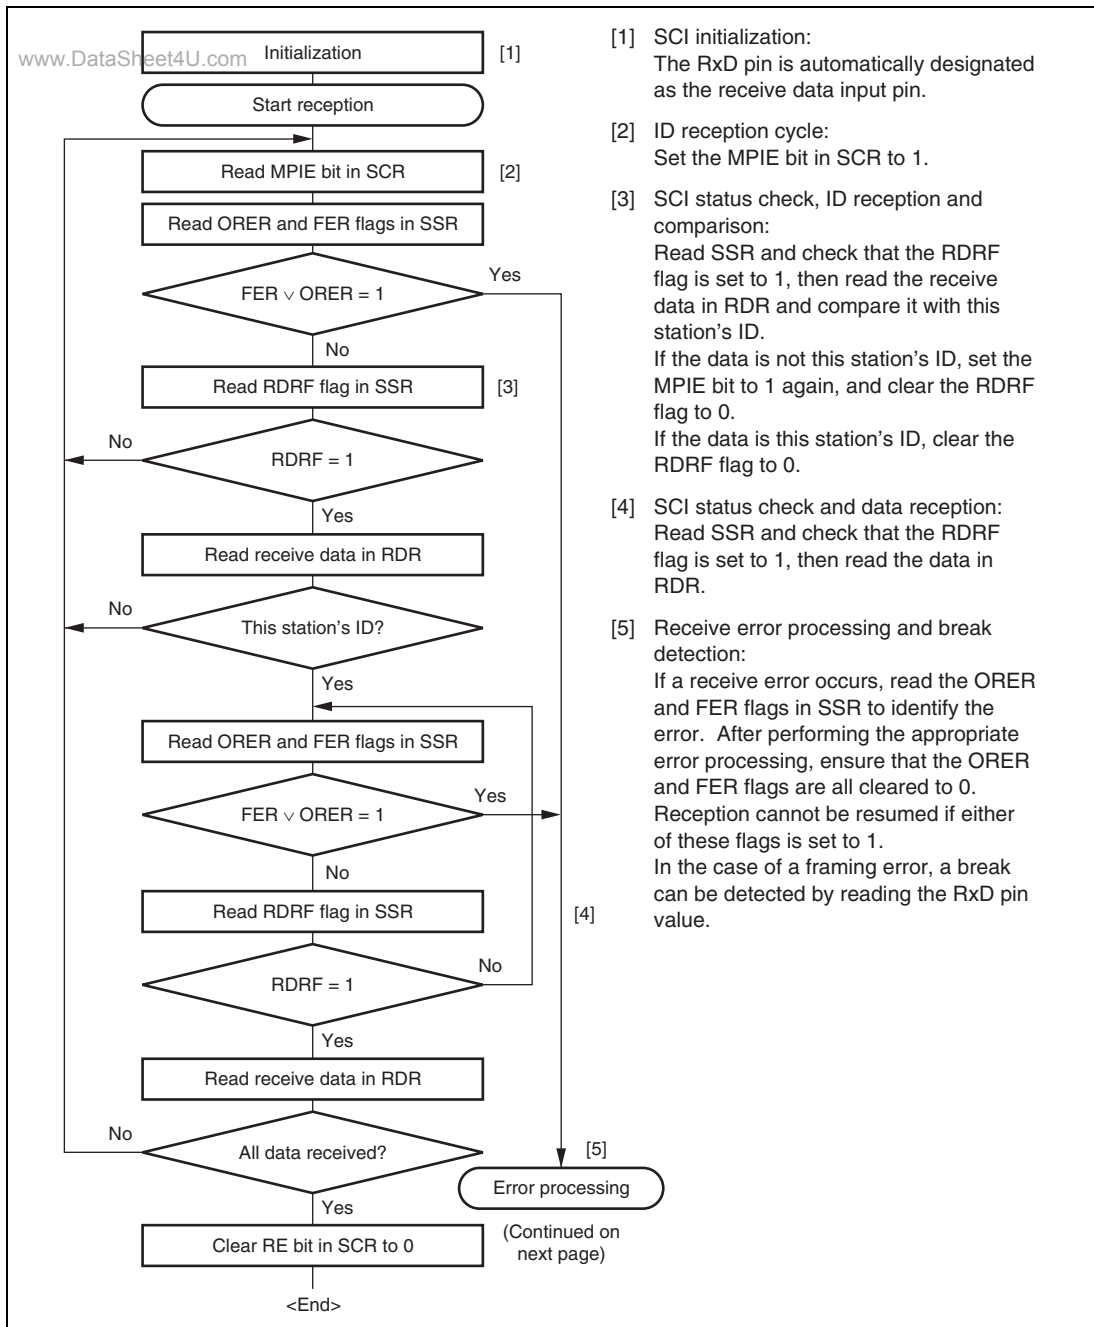 www.DataSheet4U.com
Initialization
[1]
Start reception
Read MPIE bit in SCR
[2]
Read ORER and FER flags in SSR
FER ∨ ORER = 1
Yes
No
Read RDRF flag in SSR
[3]
No
RDRF = 1
Yes
Read receive data in RDR
No
This station's ID?
Yes
Read ORER and FER flags in SSR
FER ∨ ORER = 1
Yes
No
Read RDRF flag in SSR
[4]
RDRF = 1
No
Yes
Read receive data in RDR
No
All data received?
[5]
Error processing
Yes
(Continued on
next page)
Clear RE bit in SCR to 0
<End>
[1] SCI initialization:
The RxD pin is automatically designated
as the receive data input pin.
[2] ID reception cycle:
Set the MPIE bit in SCR to 1.
[3] SCI status check, ID reception and
comparison:
Read SSR and check that the RDRF
flag is set to 1, then read the receive
data in RDR and compare it with this
station's ID.
If the data is not this station's ID, set the
MPIE bit to 1 again, and clear the RDRF
flag to 0.
If the data is this station's ID, clear the
RDRF flag to 0.
[4] SCI status check and data reception:
Read SSR and check that the RDRF
flag is set to 1, then read the data in
RDR.
[5] Receive error processing and break
detection:
If a receive error occurs, read the ORER
and FER flags in SSR to identify the
error. After performing the appropriate
error processing, ensure that the ORER
and FER flags are all cleared to 0.
Reception cannot be resumed if either
of these flags is set to 1.
In the case of a framing error, a break
can be detected by reading the RxD pin
value.